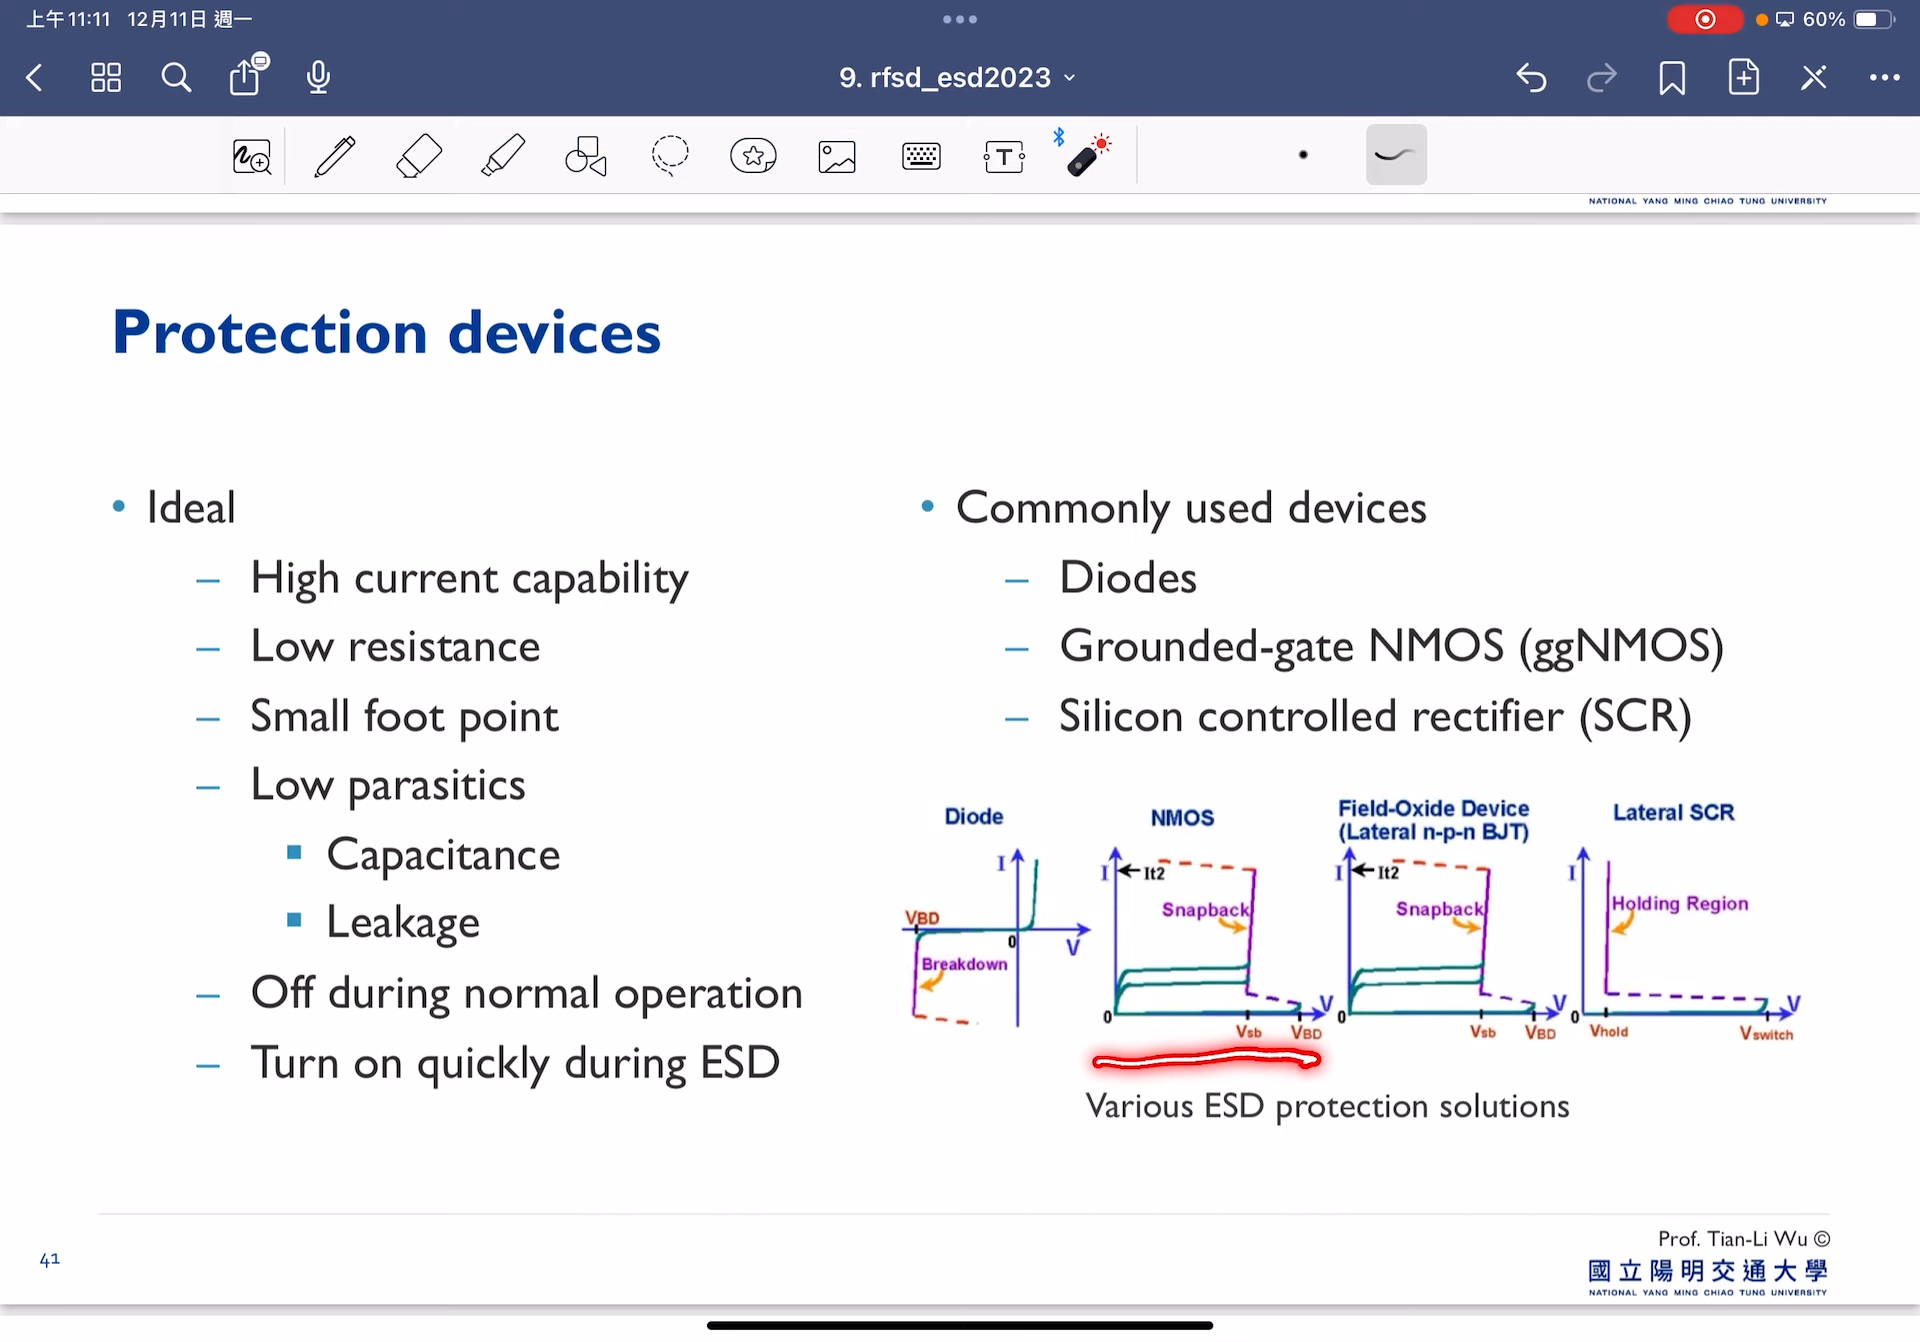 上午11:11 12月11日 週一
60%
9. rfsd_esd2023
NATIONAL YANG MING CHIAO TUNG UNIVERSITY
Protection devices
• Ideal
– High current capability
– Low resistance
– Small foot point
– Low parasitics
▪ Capacitance
▪ Leakage
– Off during normal operation
– Turn on quickly during ESD
• Commonly used devices
– Diodes
– Grounded-gate NMOS (ggNMOS)
– Silicon controlled rectifier (SCR)
Diode
I
VBD
0
V
Breakdown
NMOS
I
It2
Snapback
0
V
Vsb
VBD
Field-Oxide Device
(Lateral n-p-n BJT)
I
It2
Snapback
0
V
Vsb
VBD
Lateral SCR
I
Holding Region
0
V
Vhold
Vswitch
Various ESD protection solutions
41
Prof. Tian-Li Wu ©
國立陽明交通大學
NATIONAL YANG MING CHIAO TUNG UNIVERSITY